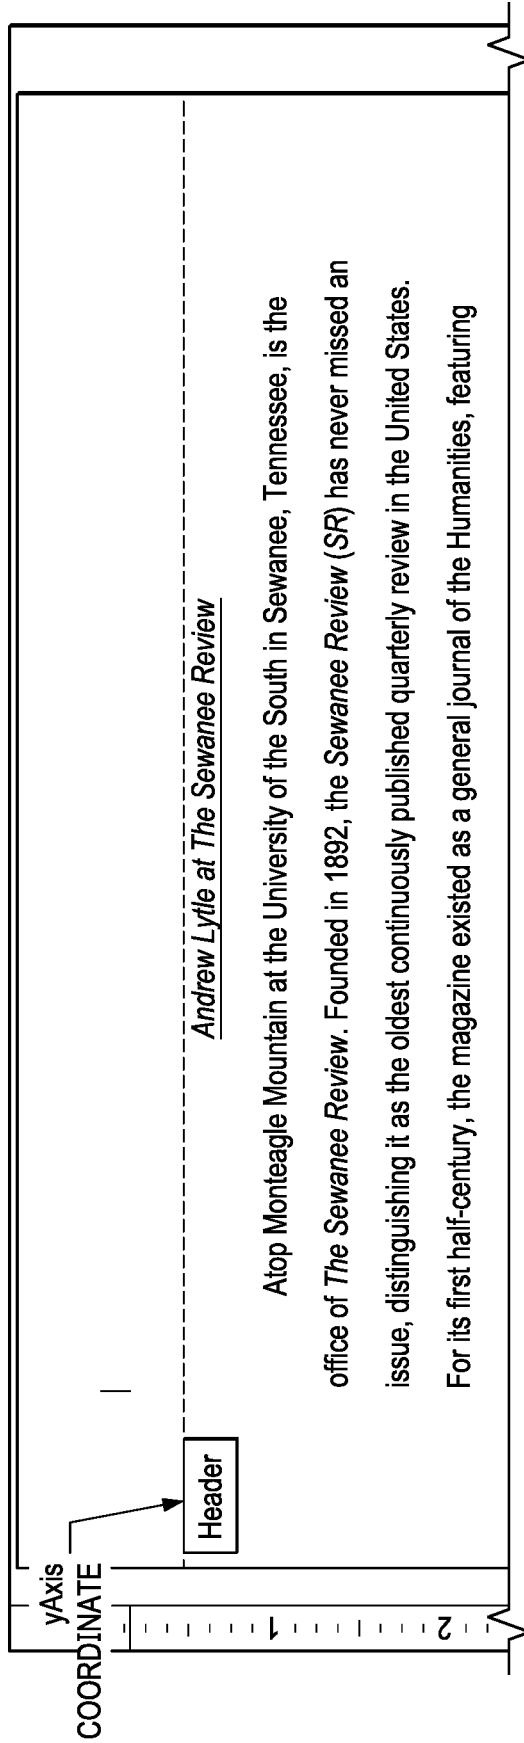 yAxis
COORDINATE
Header
Andrew Lytle at The Sewanee Review
Atop Monteagle Mountain at the University of the South in Sewanee, Tennessee, is the
office of The Sewanee Review. Founded in 1892, the Sewanee Review (SR) has never missed an
issue, distinguishing it as the oldest continuously published quarterly review in the United States.
For its first half-century, the magazine existed as a general journal of the Humanities, featuring
1
2